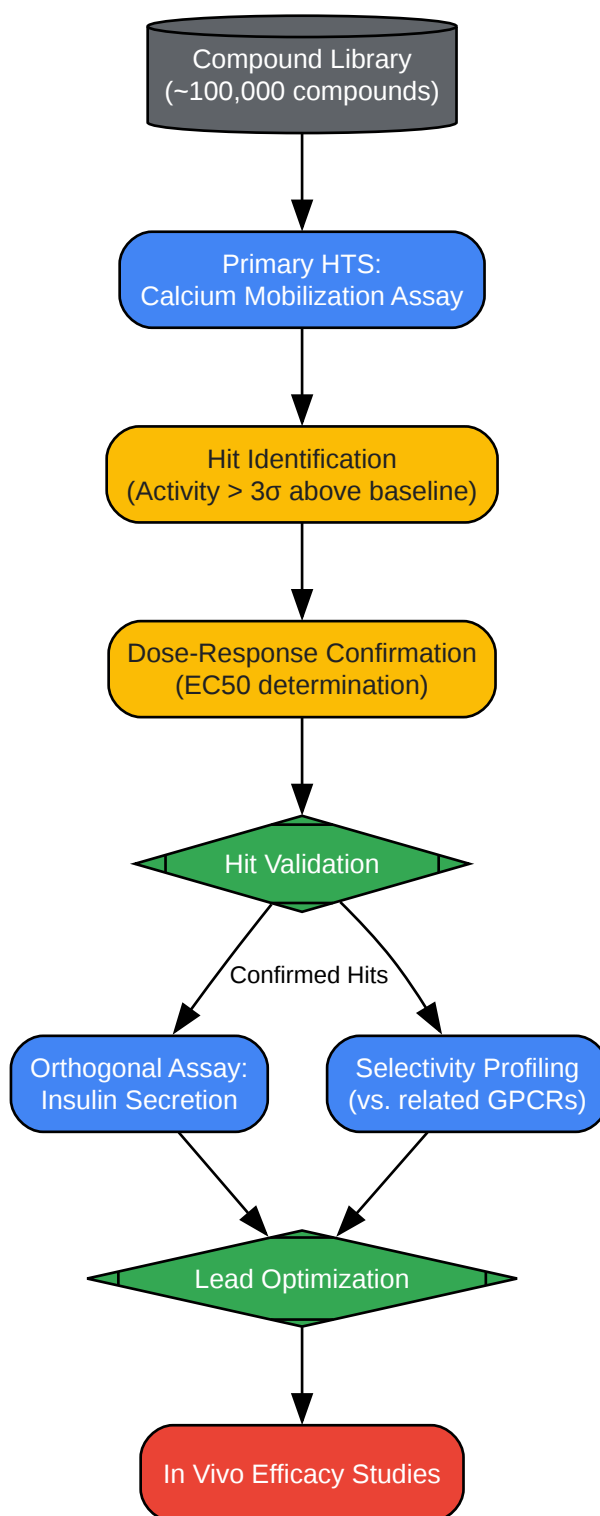 Compound Library
(~100,000 compounds)
Primary HTS:
Calcium Mobilization Assay
Hit Identification
(Activity > 3σ above baseline)
Dose-Response Confirmation
(EC50 determination)
Hit Validation
Confirmed Hits
Orthogonal Assay:
Insulin Secretion
Selectivity Profiling
(vs. related GPCRs)
Lead Optimization
In Vivo Efficacy Studies